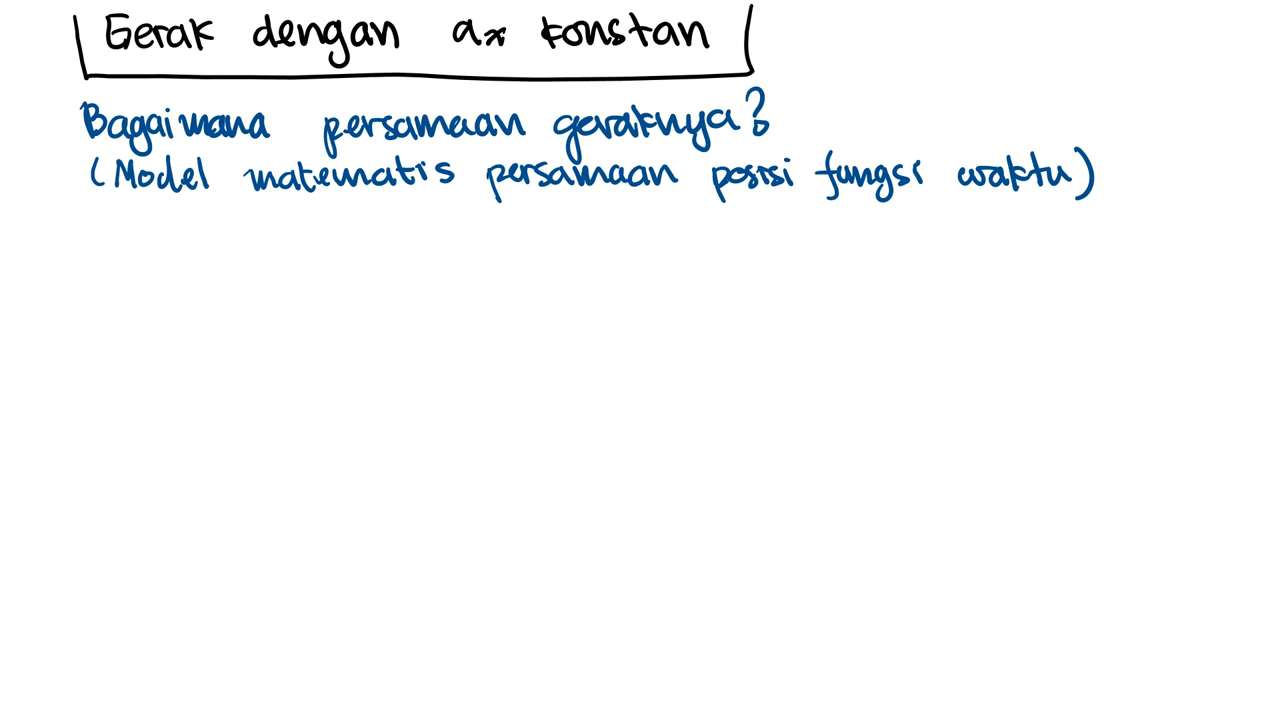 Gerak dengan ax konstan
Bagaimana persamaan geraknya?
(Model matematis persamaan posisi fungsi waktu)